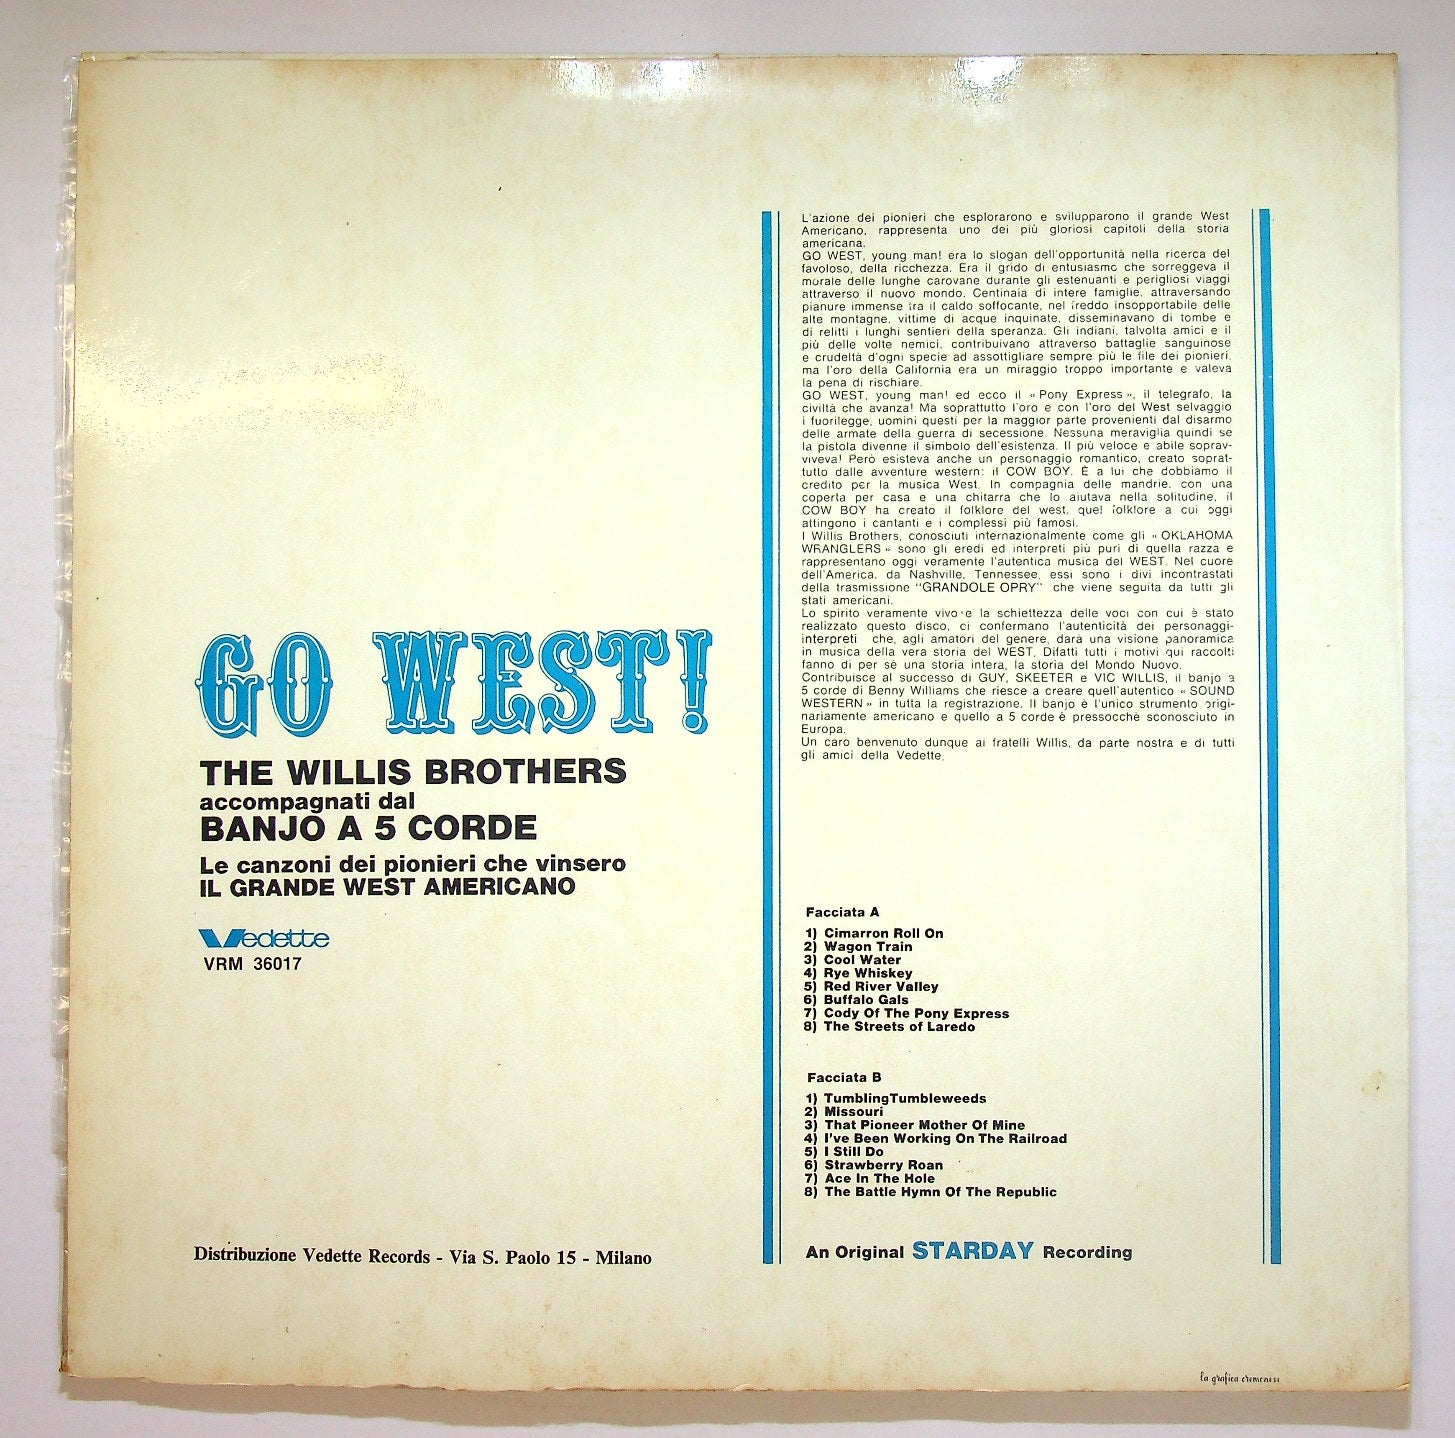 GO WEST!
THE WILLIS BROTHERS
accompagnati dal
BANJO A 5 CORDE
Le canzoni dei pionieri che vinsero
IL GRANDE WEST AMERICANO
Vedette
VRM 36017
Distribuzione Vedette Records - Via S. Paolo 15 - Milano
L'azione dei pionieri che esplorarono e svilupparono il grande West
Americano, rappresenta uno dei più gloriosi capitoli della storia
americana.
GO WEST, young man! era lo slogan dell'opportunità nella ricerca del
favoloso, della ricchezza. Era il grido di entusiasmo che sorreggeva il
morale delle lunghe carovane durante gli estenuanti e perigliosi viaggi
attraverso il nuovo mondo. Centinaia di intere famiglie, attraversando
pianure immense tra il caldo soffocante, nel freddo insopportabile delle
alte montagne, vittime di acque inquinate, disseminavano di tombe e
di relitti i lunghi sentieri della speranza. Gli indiani, talvolta amici e il
più delle volte nemici, contribuivano attraverso battaglie sanguinose
e crudeltà d'ogni specie ad assottigliare sempre più le file dei pionieri,
ma l'oro della California era un miraggio troppo importante e valeva
la pena di rischiare.
GO WEST, young man! ed ecco il «Pony Express», il telegrafo, la
civiltà che avanza! Ma soprattutto l'oro e con l'oro del West selvaggio
i fuorilegge, uomini questi per la maggior parte provenienti dal disarmo
delle armate della guerra di secessione. Nessuna meraviglia quindi se
la pistola divenne il simbolo dell'esistenza. Il più veloce e abile soprav-
viveva! Però esisteva anche un personaggio romantico, creato soprat-
tutto dalle avventure western: il COW BOY. È a lui che dobbiamo il
credito per la musica West. In compagnia delle mandrie, con una
coperta per casa e una chitarra che lo aiutava nella solitudine, il
COW BOY ha creato il folklore del west, quel folklore a cui oggi
attingono i cantanti e i complessi più famosi.
I Willis Brothers, conosciuti internazionalmente come gli «OKLAHOMA
WRANGLERS» sono gli eredi ed interpreti più puri di quella razza e
rappresentano oggi veramente l'autentica musica del WEST. Nel cuore
dell'America, da Nashville, Tennessee, essi sono i divi incontrastati
della trasmissione "GRANDOLE OPRY" che viene seguita da tutti gli
stati americani.
Lo spirito veramente vivo e la schiettezza delle voci con cui è stato
realizzato questo disco, ci confermano l'autenticità dei personaggi-
interpreti che, agli amatori del genere, darà una visione panoramica
in musica della vera storia del WEST. Difatti tutti i motivi qui raccolti
fanno di per sè una storia intera, la storia del Mondo Nuovo.
Contribuisce al successo di GUY, SKEETER e VIC WILLIS, il banjo a
5 corde di Benny Williams che riesce a creare quell'autentico «SOUND
WESTERN» in tutta la registrazione. Il banjo è l'unico strumento origi-
nariamente americano e quello a 5 corde è pressocchè sconosciuto in
Europa.
Un caro benvenuto dunque ai fratelli Willis, da parte nostra e di tutti
gli amici della Vedette.
Facciata A
1) Cimarron Roll On
2) Wagon Train
3) Cool Water
4) Rye Whiskey
5) Red River Valley
6) Buffalo Gals
7) Cody Of The Pony Express
8) The Streets of Laredo
Facciata B
1) TumblingTumbleweeds
2) Missouri
3) That Pioneer Mother Of Mine
4) I've Been Working On The Railroad
5) I Still Do
6) Strawberry Roan
7) Ace In The Hole
8) The Battle Hymn Of The Republic
An Original STARDAY Recording
la grafica cremonese